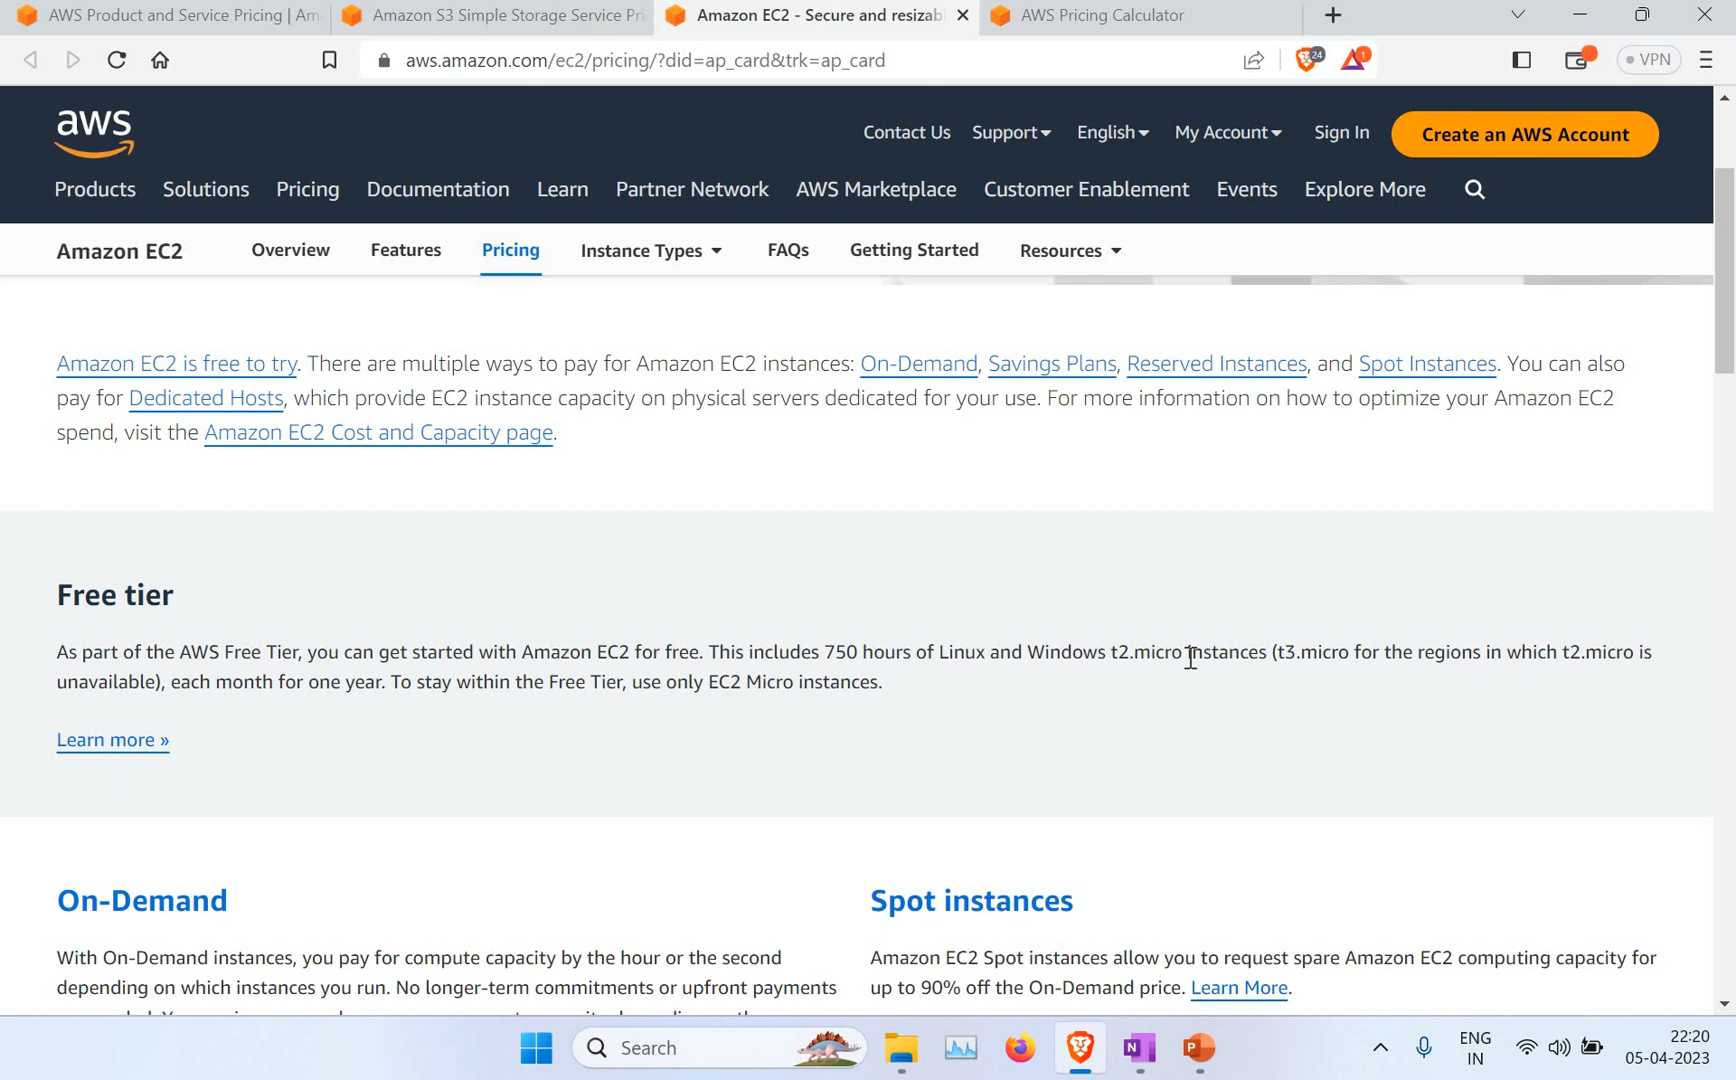 AWS Product and Service Pricing | Am
Amazon S3 Simple Storage Service Pri
Amazon EC2 - Secure and resizabl
AWS Pricing Calculator
aws.amazon.com/ec2/pricing/?did=ap_card&trk=ap_card
24
1
VPN
aws
Contact Us
Support
English
My Account
Sign In
Create an AWS Account
Products
Solutions
Pricing
Documentation
Learn
Partner Network
AWS Marketplace
Customer Enablement
Events
Explore More
Amazon EC2
Overview
Features
Pricing
Instance Types
FAQs
Getting Started
Resources
Amazon EC2 is free to try. There are multiple ways to pay for Amazon EC2 instances: On-Demand, Savings Plans, Reserved Instances, and Spot Instances. You can also
pay for Dedicated Hosts, which provide EC2 instance capacity on physical servers dedicated for your use. For more information on how to optimize your Amazon EC2
spend, visit the Amazon EC2 Cost and Capacity page.
Free tier
As part of the AWS Free Tier, you can get started with Amazon EC2 for free. This includes 750 hours of Linux and Windows t2.micro instances (t3.micro for the regions in which t2.micro is
unavailable), each month for one year. To stay within the Free Tier, use only EC2 Micro instances.
Learn more »
On-Demand
With On-Demand instances, you pay for compute capacity by the hour or the second
depending on which instances you run. No longer-term commitments or upfront payments
Spot instances
Amazon EC2 Spot instances allow you to request spare Amazon EC2 computing capacity for
up to 90% off the On-Demand price. Learn More.
Search
N
P
ENG
IN
22:20
05-04-2023